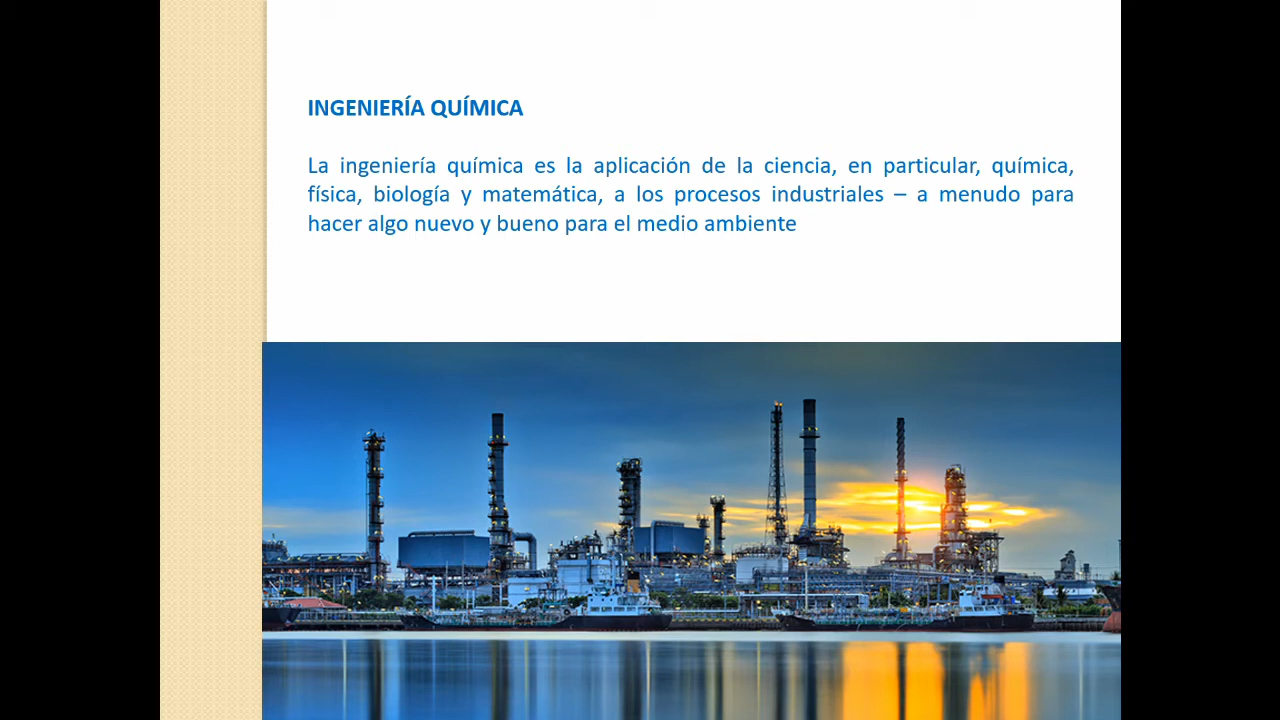 INGENIERÍA QUÍMICA
La ingeniería química es la aplicación de la ciencia, en particular, química,
física, biología y matemática, a los procesos industriales – a menudo para
hacer algo nuevo y bueno para el medio ambiente